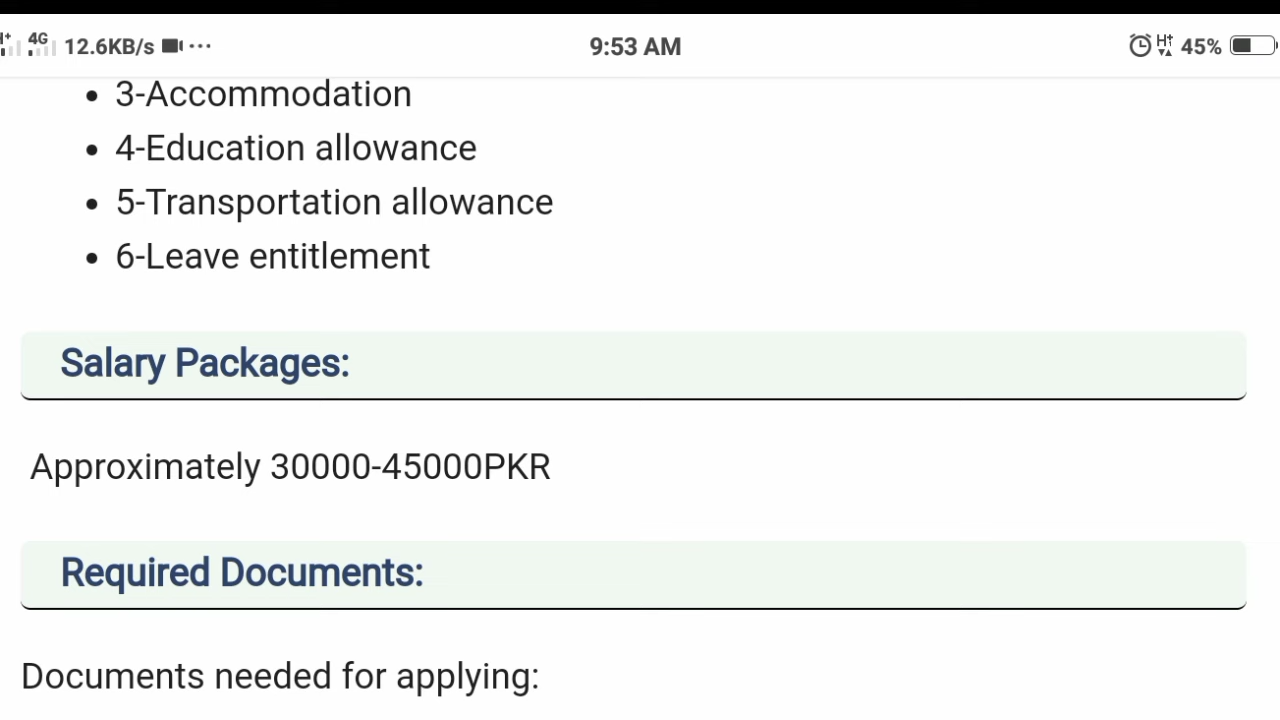 4G 12.6KB/s ... 9:53 AM 45%
• 3-Accommodation
• 4-Education allowance
• 5-Transportation allowance
• 6-Leave entitlement
Salary Packages:
Approximately 30000-45000PKR
Required Documents:
Documents needed for applying: